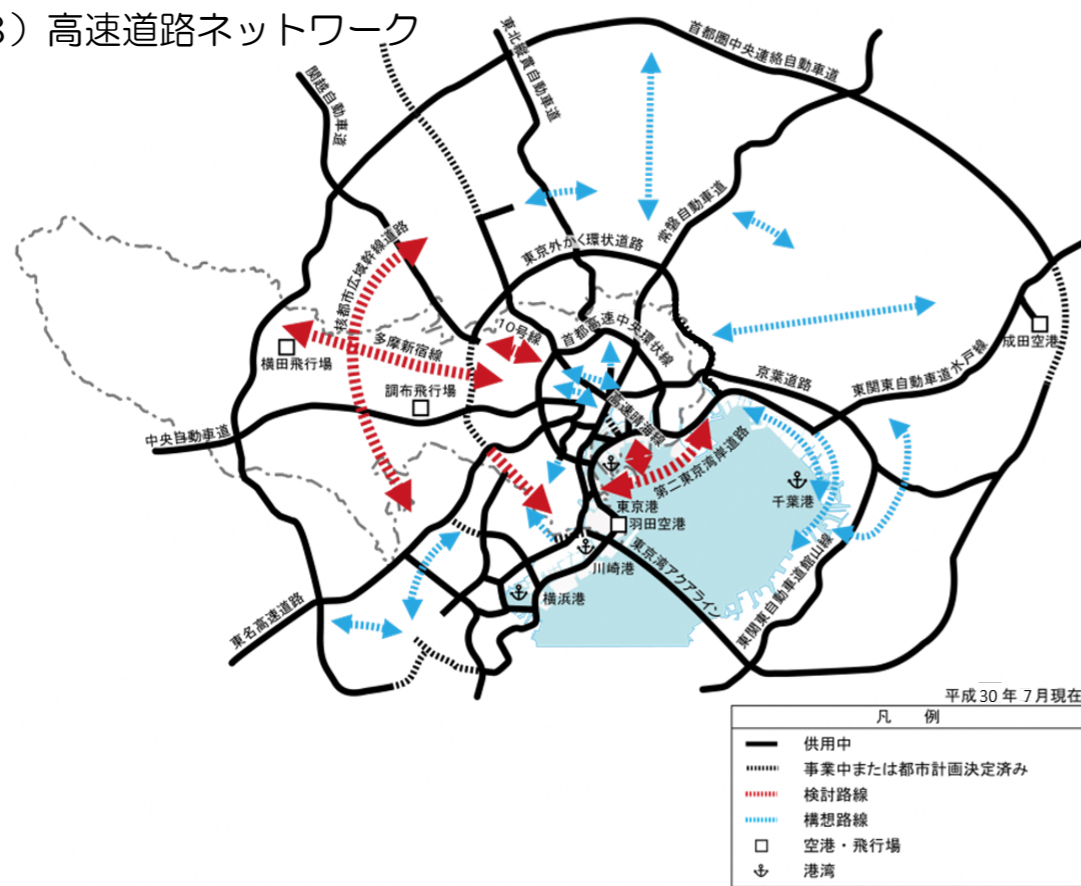 3）高速道路ネットワーク
首都圏中央連絡自動車道
東北縦貫自動車道
関越自動車道
常磐自動車道
東京外かく環状道路
核都市広域幹線道路
10号線
首都高速中央環状線
多摩新宿線
横田飛行場
調布飛行場
成田空港
京葉道路
東関東自動車道水戸線
高速晴海線
中央自動車道
第二東京湾岸道路
千葉港
東京港
羽田空港
川崎港
東京湾アクアライン
横浜港
東関東自動車道館山線
東名高速道路
平成30年7月現在
凡 例
供用中
事業中または都市計画決定済み
検討路線
構想路線
空港・飛行場
港湾